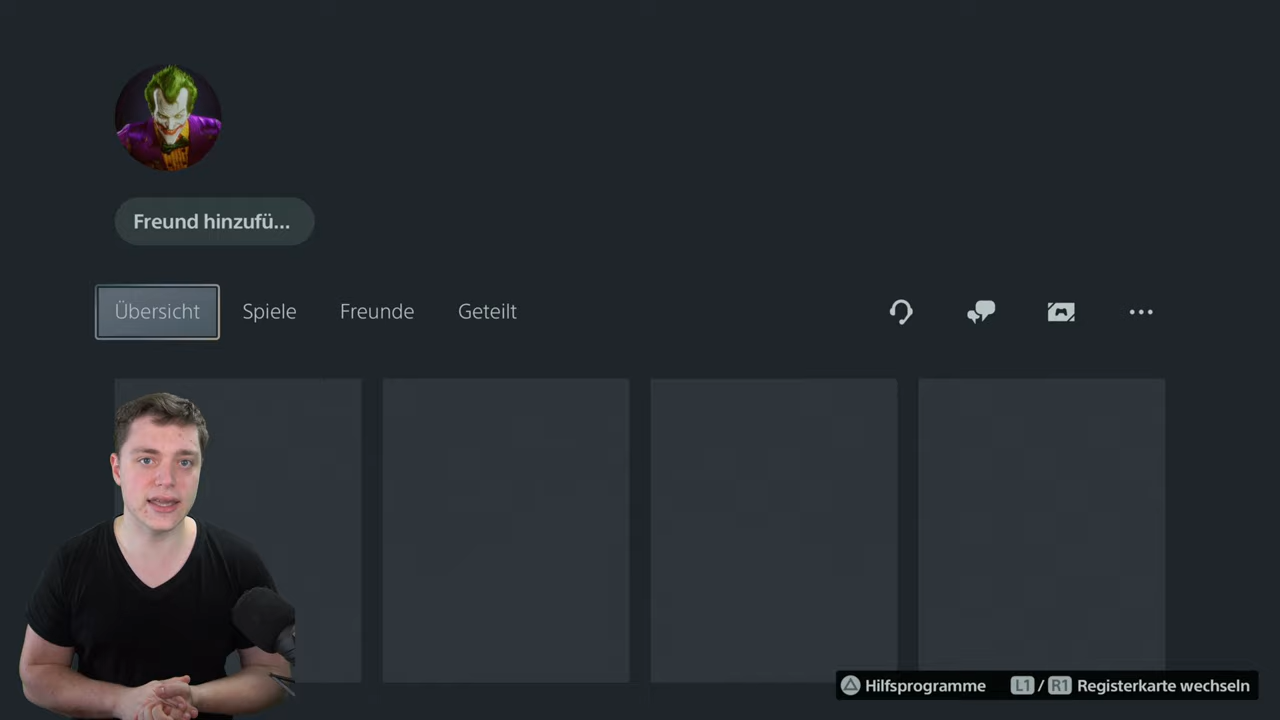 Freund hinzufü...
Übersicht Spiele Freunde Geteilt
Hilfsprogramme L1 / R1 Registerkarte wechseln